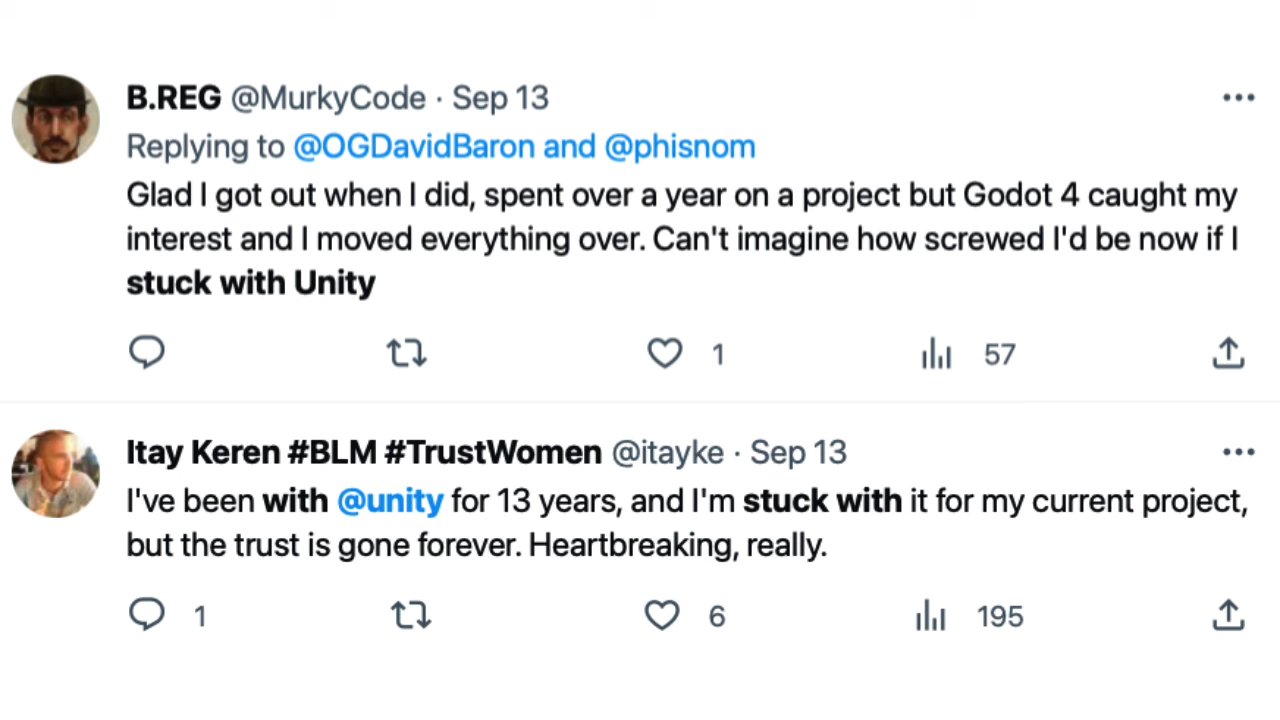 B.REG @MurkyCode · Sep 13
Replying to @OGDavidBaron and @phisnom
Glad I got out when I did, spent over a year on a project but Godot 4 caught my
interest and I moved everything over. Can't imagine how screwed I'd be now if I
stuck with Unity
1 57
Itay Keren #BLM #TrustWomen @itayke · Sep 13
I've been with @unity for 13 years, and I'm stuck with it for my current project,
but the trust is gone forever. Heartbreaking, really.
1 6 195